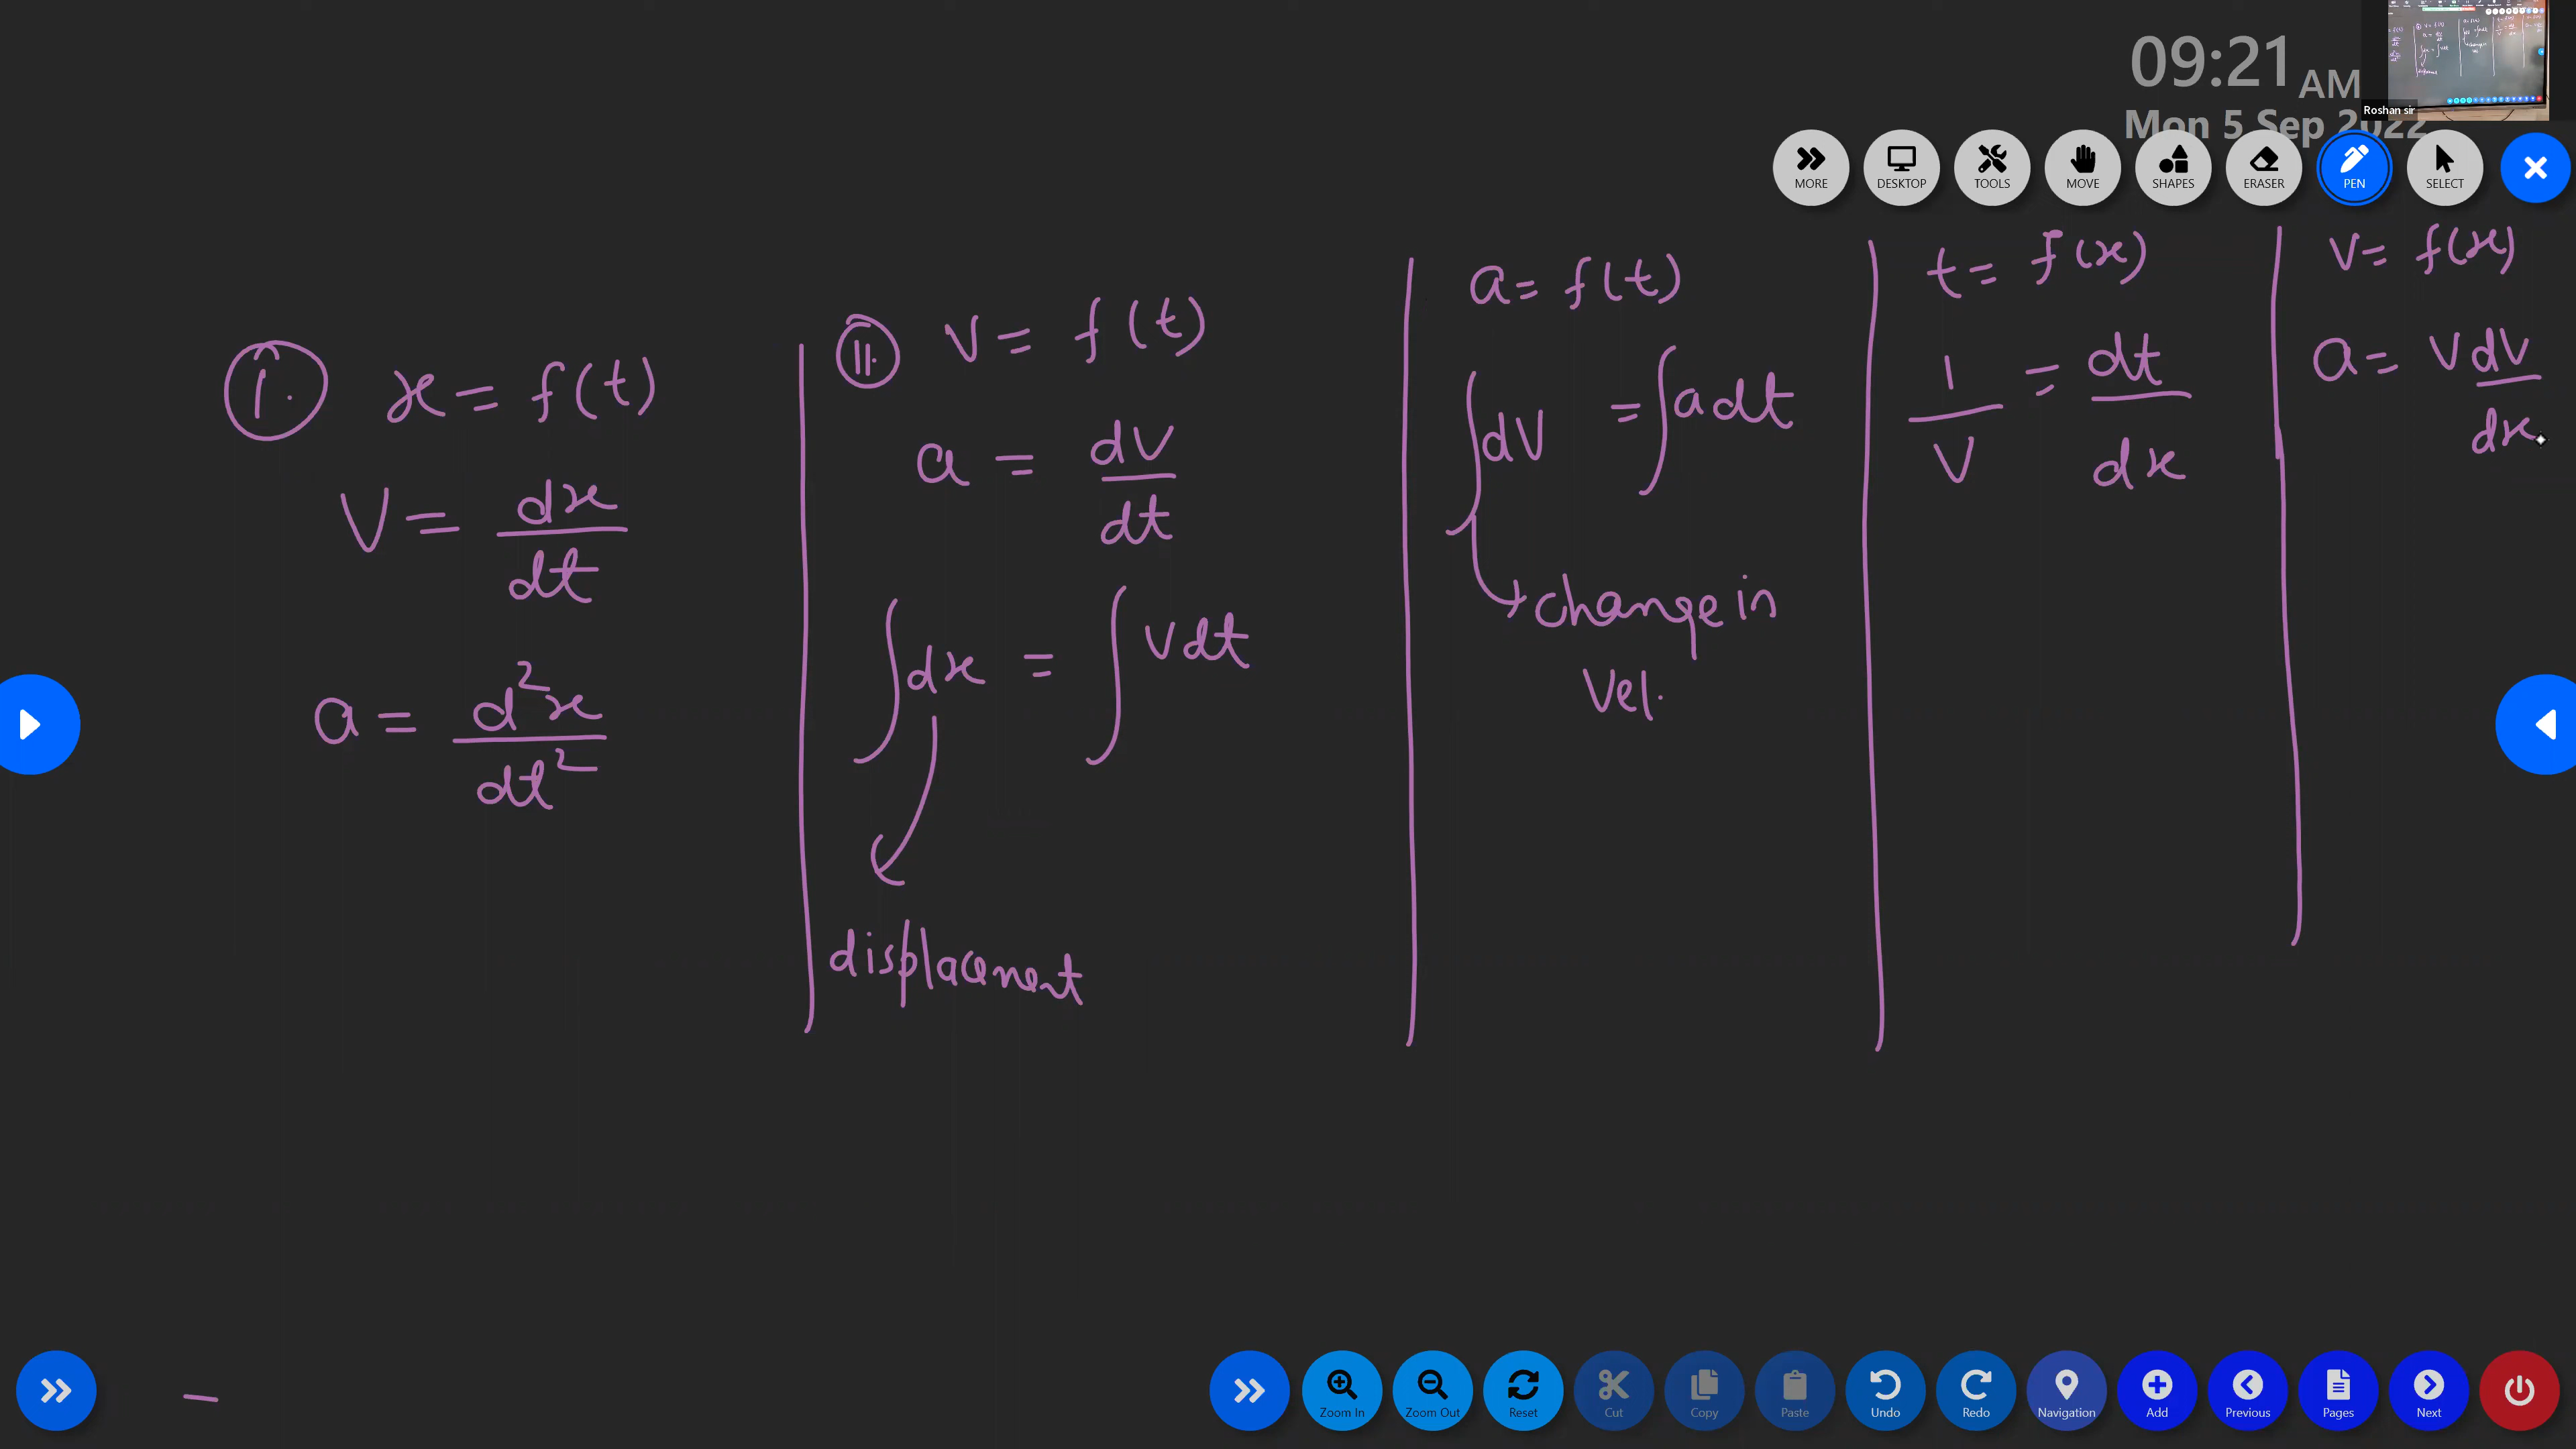 09:21 AM
Mon 5 Sep 2022
Roshan sir
MORE
DESKTOP
TOOLS
MOVE
SHAPES
ERASER
PEN
SELECT
I.
x = f(t)
V = dx/dt
a = d²x/dt²
II.
V = f(t)
a = dV/dt
∫dx = ∫Vdt
displacement
a = f(t)
∫dV = ∫adt
change in
Vel.
t = f(x)
1/V = dt/dx
V = f(x)
a = VdV/dx
Zoom In
Zoom Out
Reset
Cut
Copy
Paste
Undo
Redo
Navigation
Add
Previous
Pages
Next